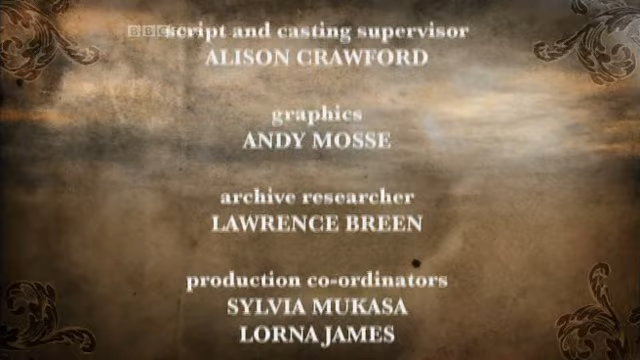 BBC
script and casting supervisor
ALISON CRAWFORD
graphics
ANDY MOSSE
archive researcher
LAWRENCE BREEN
production co-ordinators
SYLVIA MUKASA
LORNA JAMES